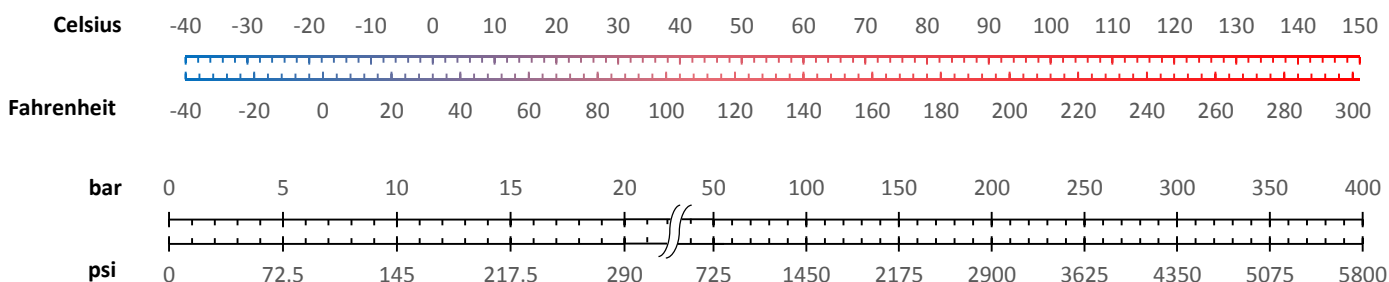 Celsius -40 -30 -20 -10 0 10 20 30 40 50 60 70 80 90 100 110 120 130 140 150
Fahrenheit -40 -20 0 20 40 60 80 100 120 140 160 180 200 220 240 260 280 300
bar 0 5 10 15 20 50 100 150 200 250 300 350 400
psi 0 72.5 145 217.5 290 725 1450 2175 2900 3625 4350 5075 5800